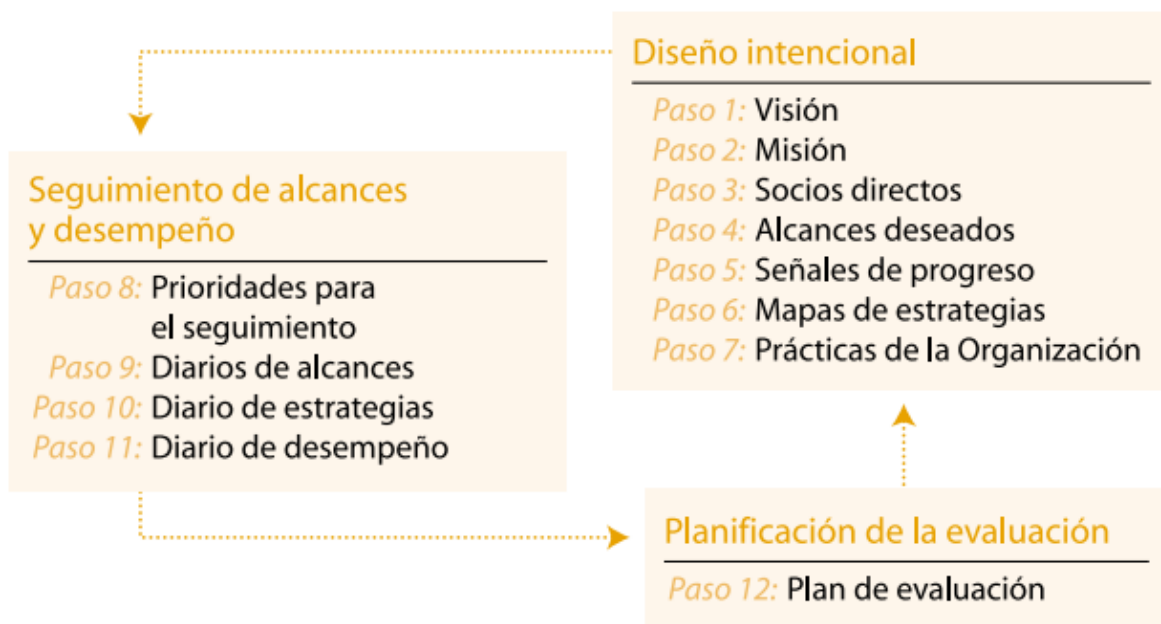 Diseño intencional
Paso 1: Visión
Paso 2: Misión
Paso 3: Socios directos
Paso 4: Alcances deseados
Paso 5: Señales de progreso
Paso 6: Mapas de estrategias
Paso 7: Prácticas de la Organización
Seguimiento de alcances
y desempeño
Paso 8: Prioridades para
el seguimiento
Paso 9: Diarios de alcances
Paso 10: Diario de estrategias
Paso 11: Diario de desempeño
Planificación de la evaluación
Paso 12: Plan de evaluación